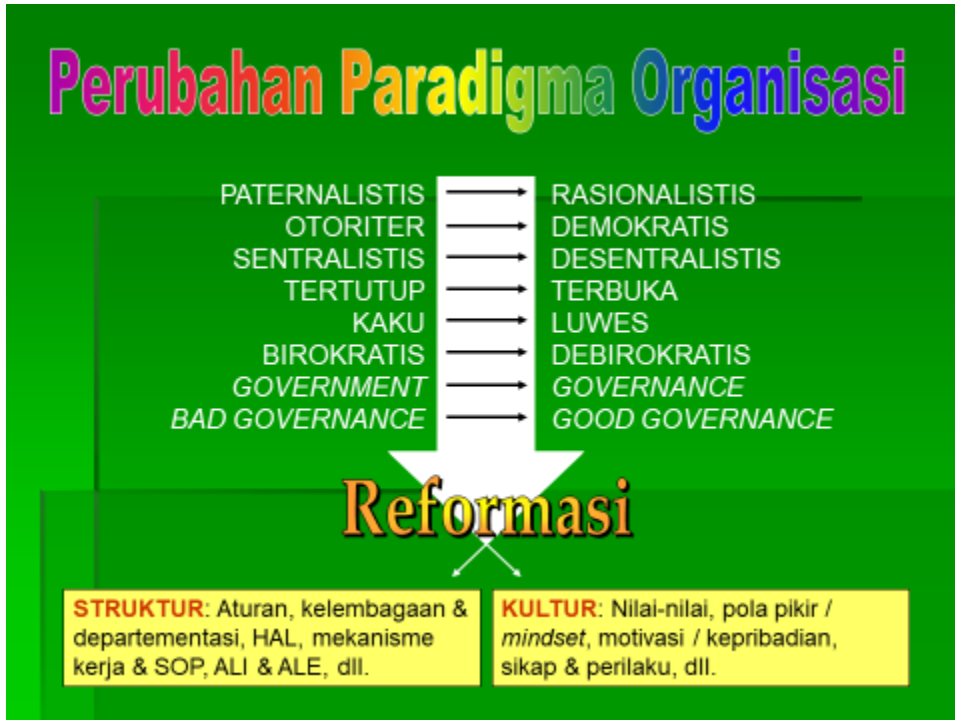 Perubahan Paradigma Organisasi
PATERNALISTIS RASIONALISTIS
OTORITER DEMOKRATIS
SENTRALISTIS DESENTRALISTIS
TERTUTUP TERBUKA
KAKU LUWES
BIROKRATIS DEBIROKRATIS
GOVERNMENT GOVERNANCE
BAD GOVERNANCE GOOD GOVERNANCE
Reformasi
STRUKTUR: Aturan, kelembagaan &
departementasi, HAL, mekanisme
kerja & SOP, ALI & ALE, dll.
KULTUR: Nilai-nilai, pola pikir /
mindset, motivasi / kepribadian,
sikap & perilaku, dll.